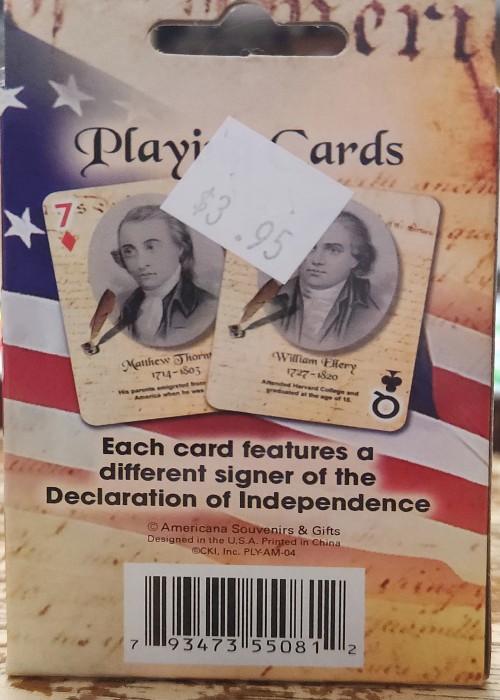 eri
Playi Cards
$3.95
7
Matthew Thorn
1714-1803
His parents emigrated from
America when he was
William Ellery
1727-1820
Attended Harvard College and
graduated at the age of 15.
Q
Each card features a
different signer of the
Declaration of Independence
© Americana Souvenirs & Gifts
Designed in the U.S.A. Printed in China
©CKI, Inc. PLY-AM-04
7 93473 55081 2